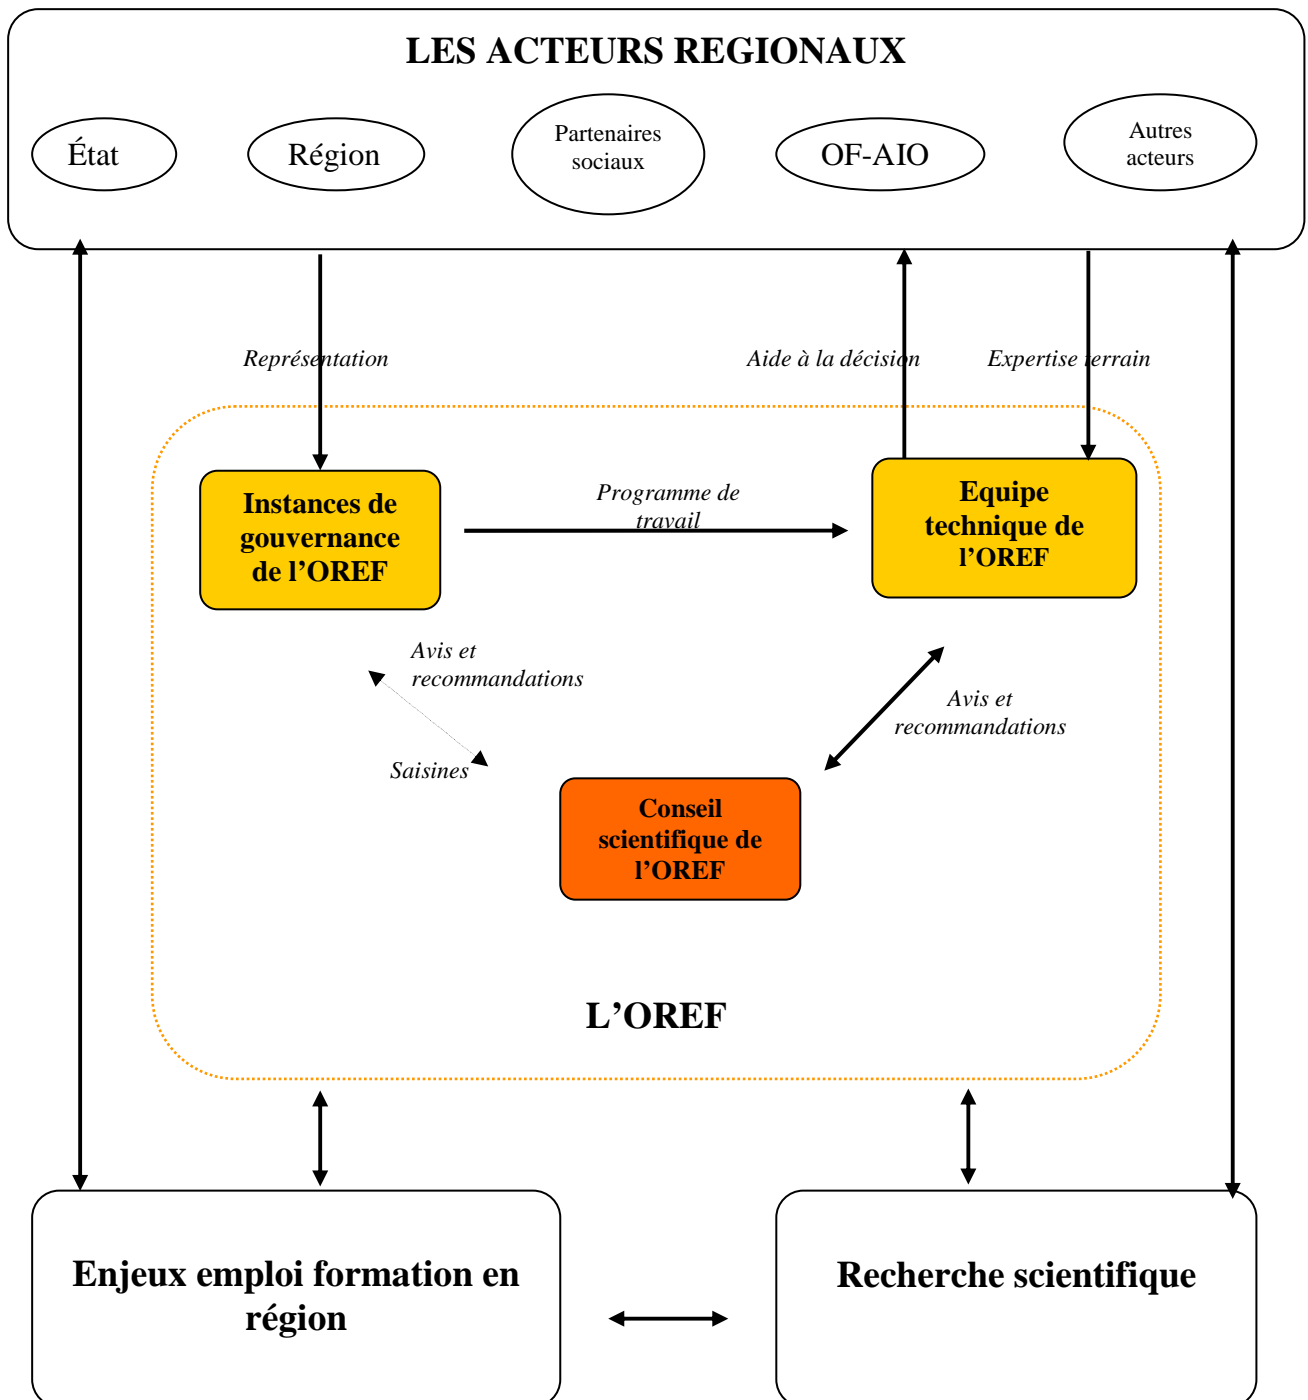 LES ACTEURS REGIONAUX
État
Région
Partenaires
sociaux
OF-AIO
Autres
acteurs
Représentation
Aide à la décision
Expertise terrain
Instances de
gouvernance
de l’OREF
Programme de
travail
Equipe
technique de
l’OREF
Avis et
recommandations
Saisines
Avis et
recommandations
Conseil
scientifique de
l’OREF
L’OREF
Enjeux emploi formation en
région
Recherche scientifique